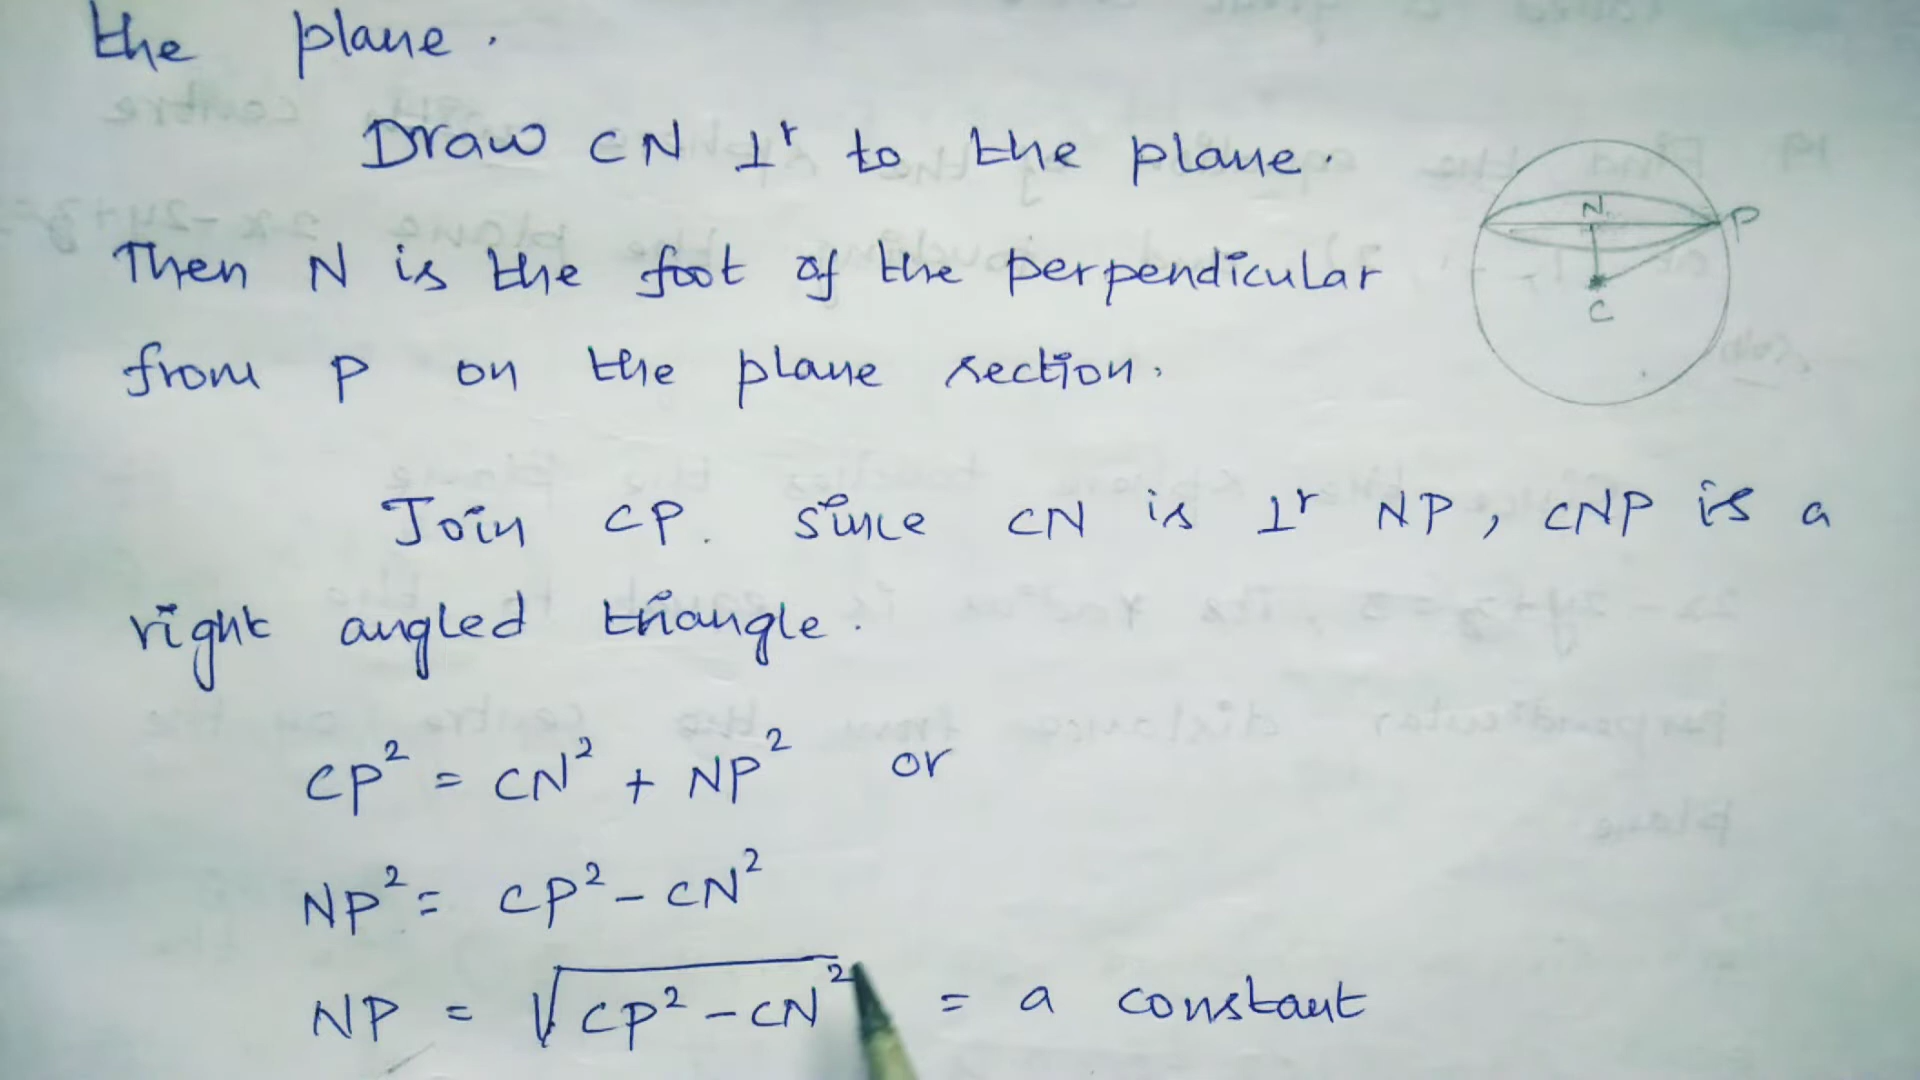 the plane.
Draw CN ⊥r to the plane.
Then N is the foot of the perpendicular
from P on the plane section.
N
P
C
Join CP. Since CN is ⊥r NP, CNP is a
right angled triangle.
CP² = CN² + NP² or
NP² = CP² - CN²
NP = √CP² - CN² = a constant